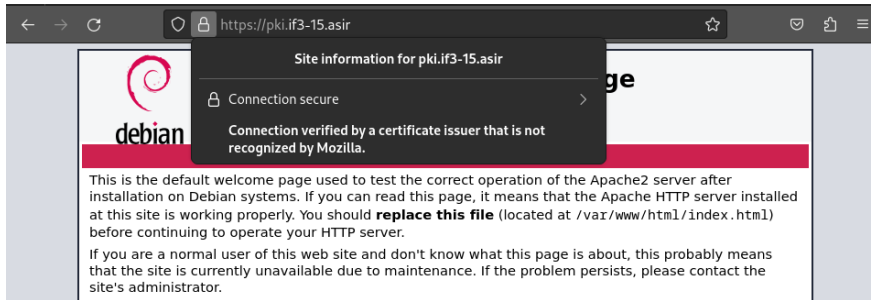 https://pki.if3-15.asir
Site information for pki.if3-15.asir
ge
Connection secure
debian
Connection verified by a certificate issuer that is not
recognized by Mozilla.
This is the default welcome page used to test the correct operation of the Apache2 server after
installation on Debian systems. If you can read this page, it means that the Apache HTTP server installed
at this site is working properly. You should replace this file (located at /var/www/html/index.html)
before continuing to operate your HTTP server.
If you are a normal user of this web site and don't know what this page is about, this probably means
that the site is currently unavailable due to maintenance. If the problem persists, please contact the
site's administrator.